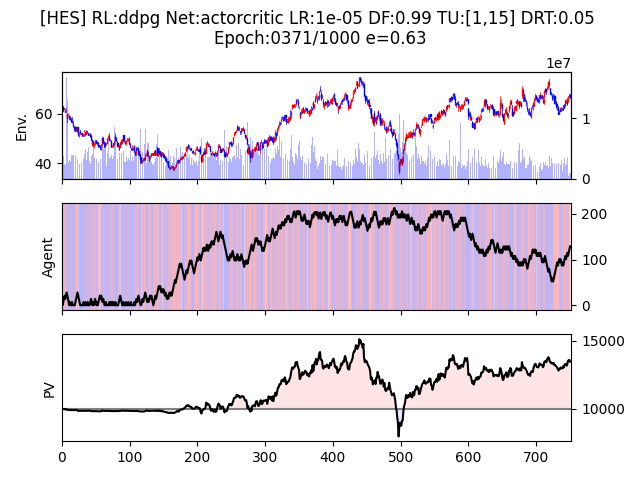 [HES] RL:ddpg Net:actorcritic LR:1e-05 DF:0.99 TU:[1,15] DRT:0.05
Epoch:0371/1000 e=0.63
1e7
Env.
60
40
1
0
Agent
200
100
0
PV
15000
10000
0 100 200 300 400 500 600 700